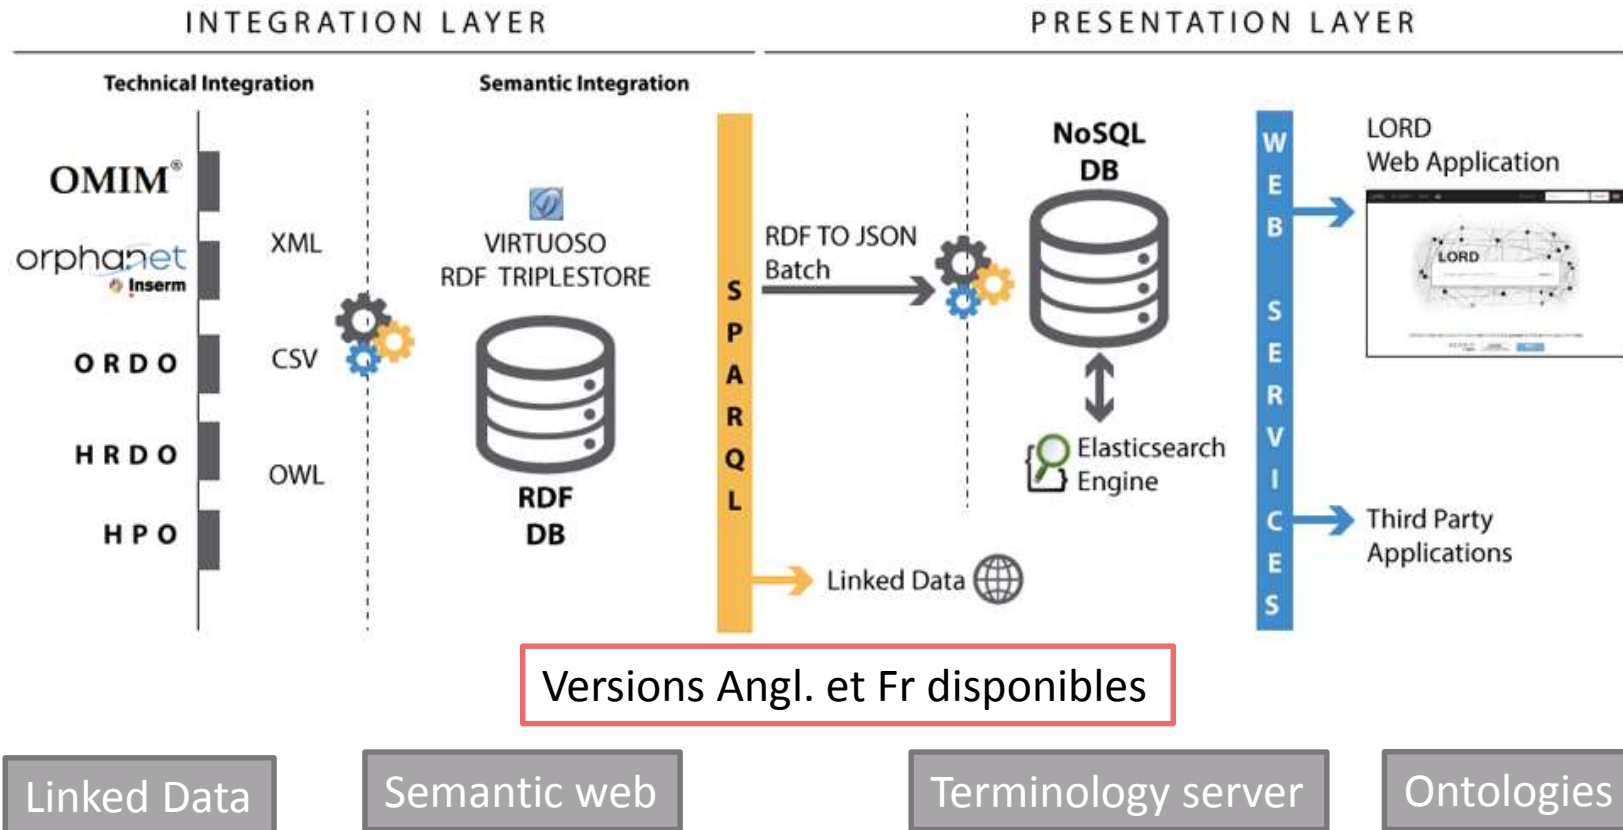 INTEGRATION LAYER
PRESENTATION LAYER
Technical Integration
Semantic Integration
OMIM®
orphanet
Inserm
ORDO
HRDO
HPO
XML
CSV
OWL
VIRTUOSO
RDF TRIPLESTORE
RDF
DB
SPARQL
RDF TO JSON
Batch
Linked Data
NoSQL
DB
Elasticsearch
Engine
WEB SERVICES
LORD
Web Application
LORD
Third Party
Applications
Versions Angl. et Fr disponibles
Linked Data
Semantic web
Terminology server
Ontologies